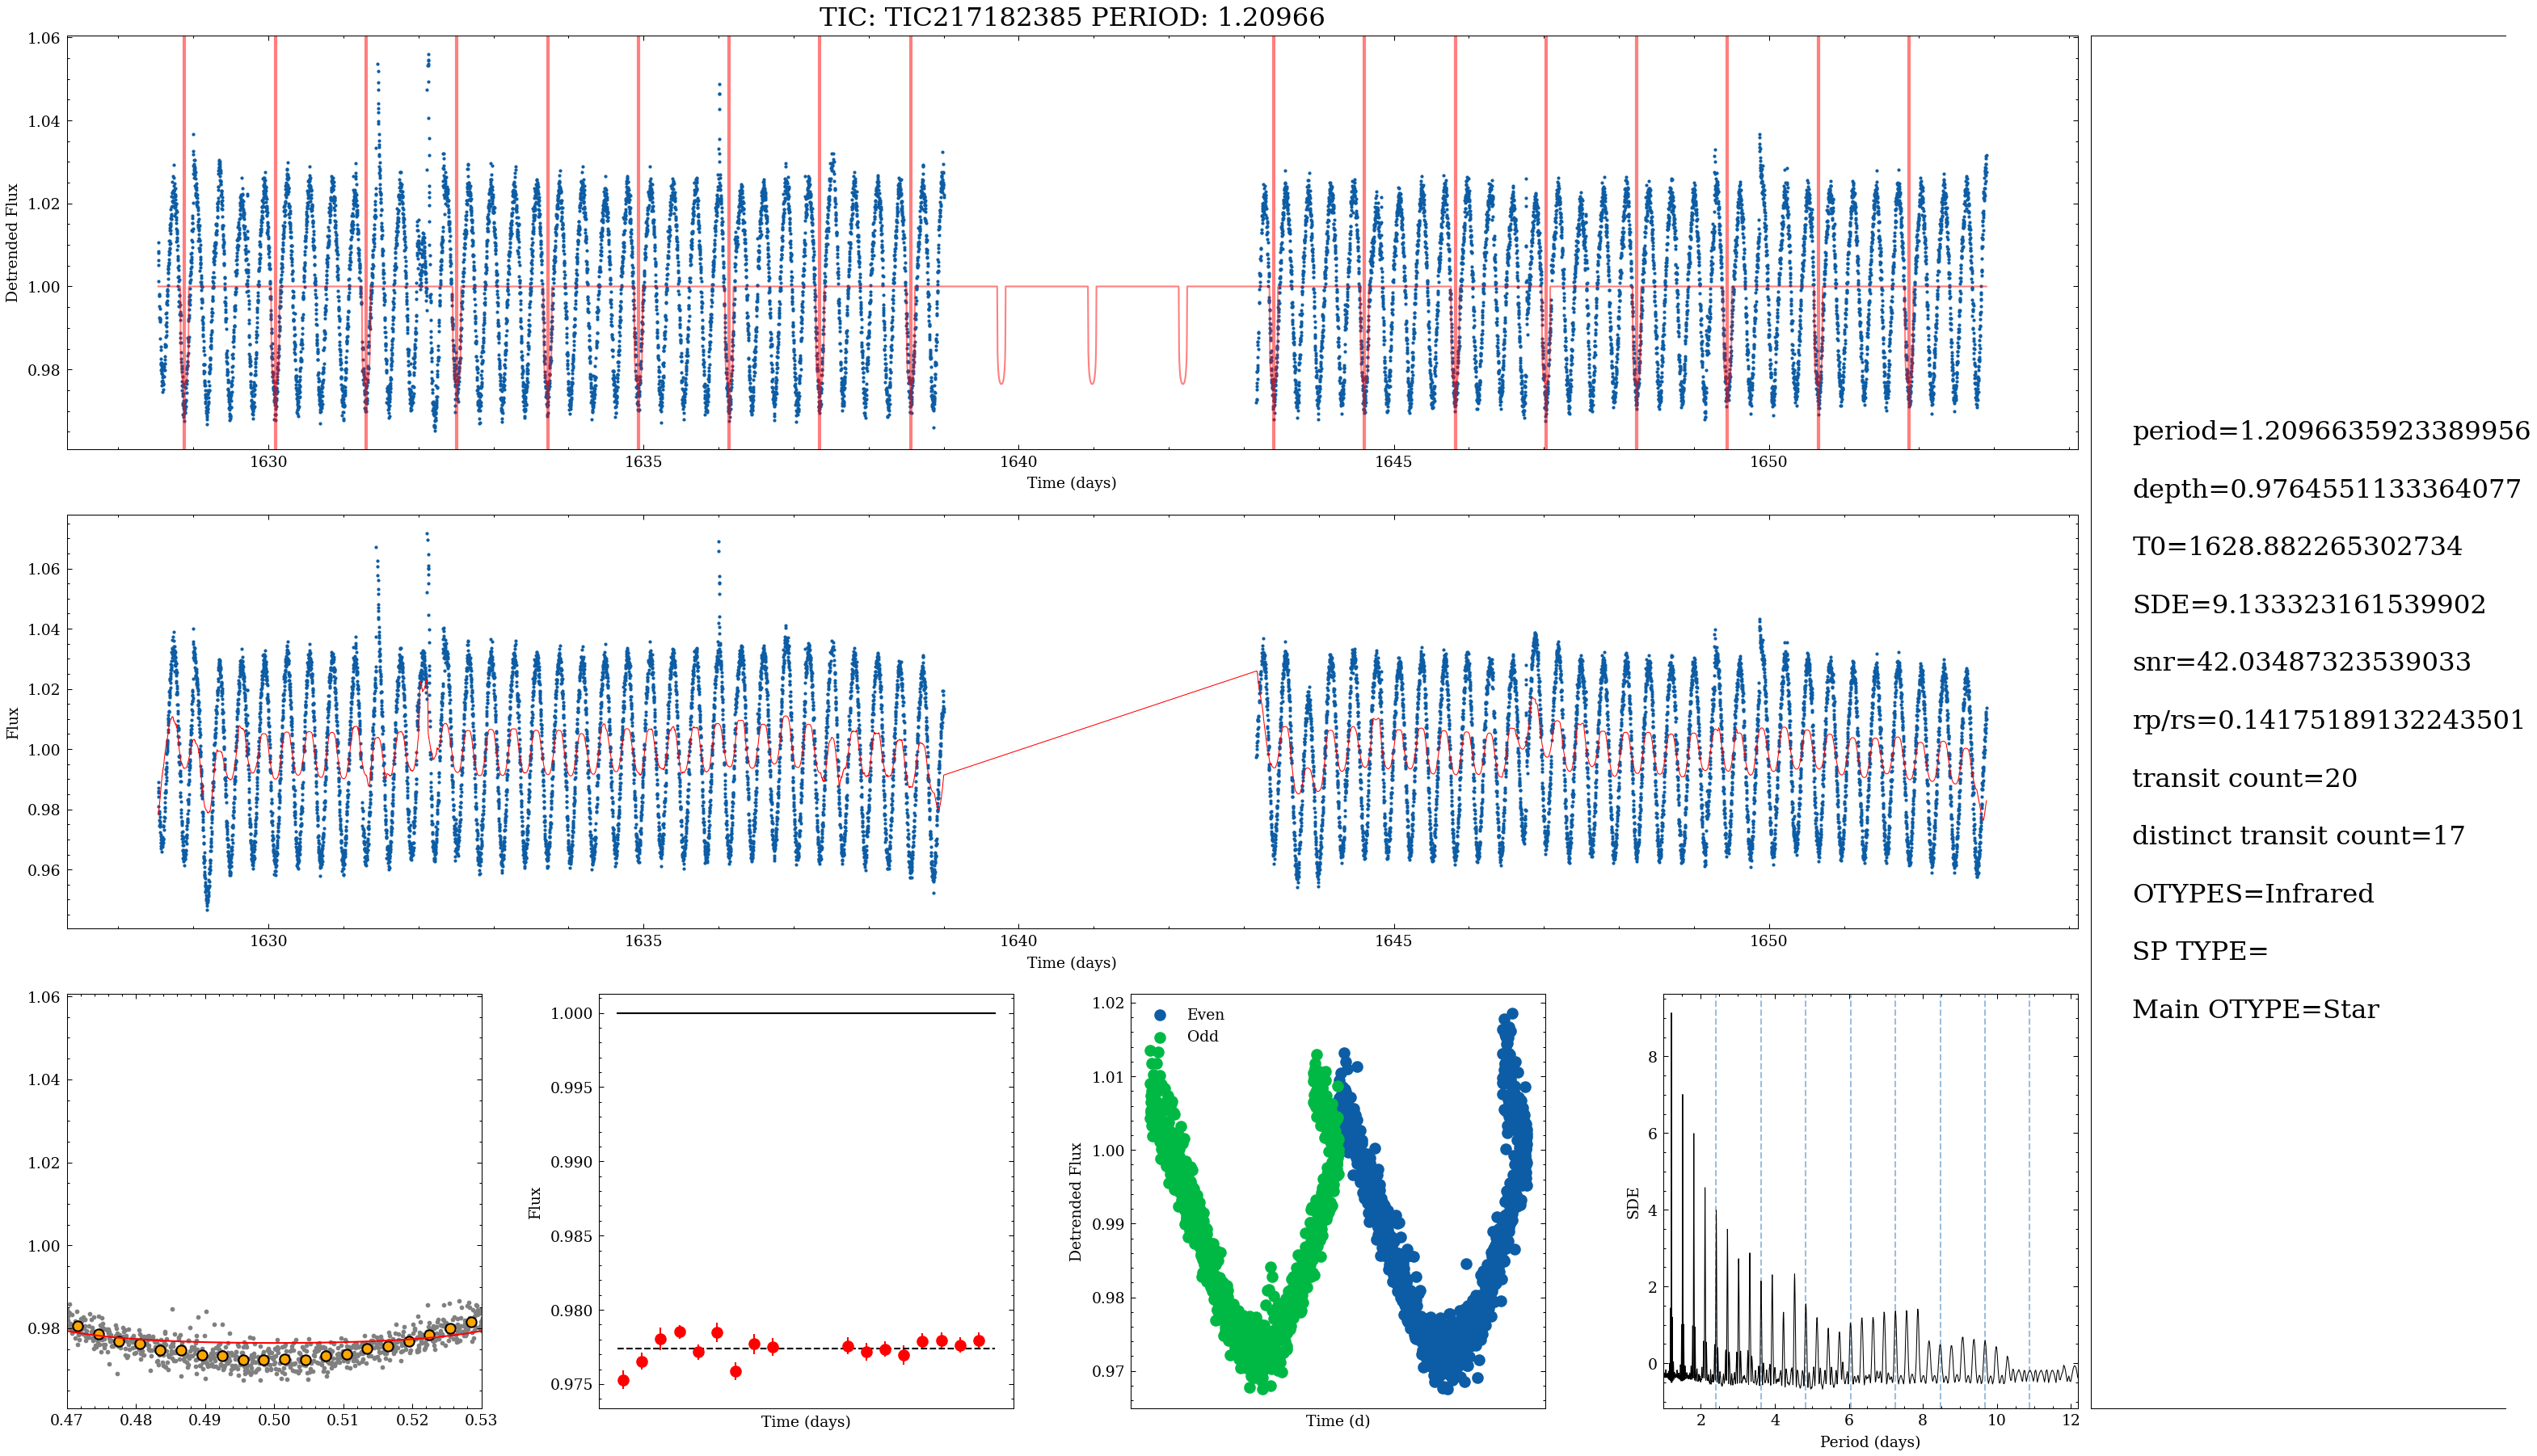 TIC: TIC217182385 PERIOD: 1.20966
1.06
1.04
1.02
1.00
0.98
Detrended Flux
1630
1635
1640
1645
1650
Time (days)
1.06
1.04
1.02
1.00
0.98
0.96
Flux
1630
1635
1640
1645
1650
Time (days)
period=1.2096635923389956
depth=0.9764551133364077
T0=1628.882265302734
SDE=9.133323161539902
snr=42.03487323539033
rp/rs=0.14175189132243501
transit count=20
distinct transit count=17
OTYPES=Infrared
SP TYPE=
Main OTYPE=Star
1.06
1.04
1.02
1.00
0.98
0.47
0.48
0.49
0.50
0.51
0.52
0.53
1.000
0.995
0.990
0.985
0.980
0.975
Flux
Time (days)
Even
Odd
1.02
1.01
1.00
0.99
0.98
0.97
Detrended Flux
Time (d)
8
6
4
2
0
SDE
2
4
6
8
10
12
Period (days)